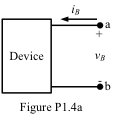 i_B
a
+
Device
v_B
-
b
Figure P1.4a